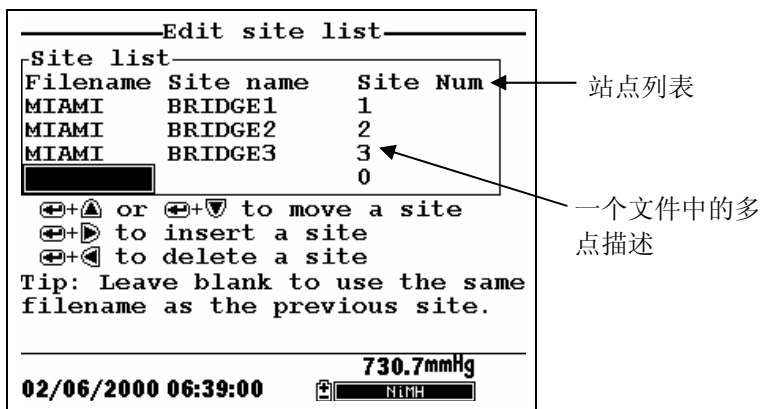 Edit site list
Site list
Filename Site name Site Num
MIAMI BRIDGE1 1
MIAMI BRIDGE2 2
MIAMI BRIDGE3 3
0
+ or + to move a site
+ to insert a site
+ to delete a site
Tip: Leave blank to use the same
filename as the previous site.
730.7mmHg
02/06/2000 06:39:00 NiMH
站点列表
一个文件中的多
点描述